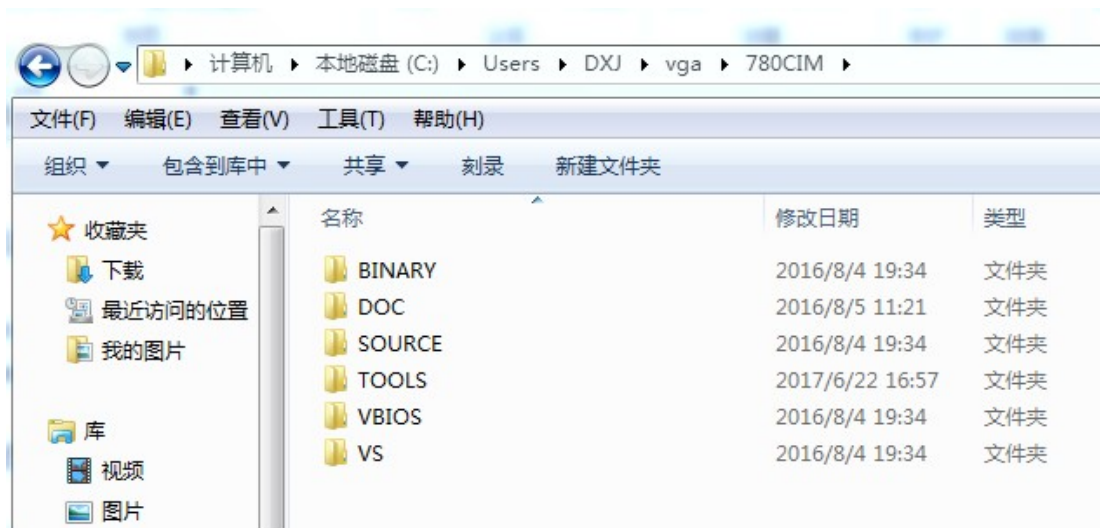 计算机 ▸ 本地磁盘 (C:) ▸ Users ▸ DXJ ▸ vga ▸ 780CIM ▸
文件(F) 编辑(E) 查看(V) 工具(T) 帮助(H)
组织 ▼ 包含到库中 ▼ 共享 ▼ 刻录 新建文件夹
收藏夹
下载
最近访问的位置
我的图片
库
视频
图片
名称 修改日期 类型
BINARY 2016/8/4 19:34 文件夹
DOC 2016/8/5 11:21 文件夹
SOURCE 2016/8/4 19:34 文件夹
TOOLS 2017/6/22 16:57 文件夹
VBIOS 2016/8/4 19:34 文件夹
VS 2016/8/4 19:34 文件夹